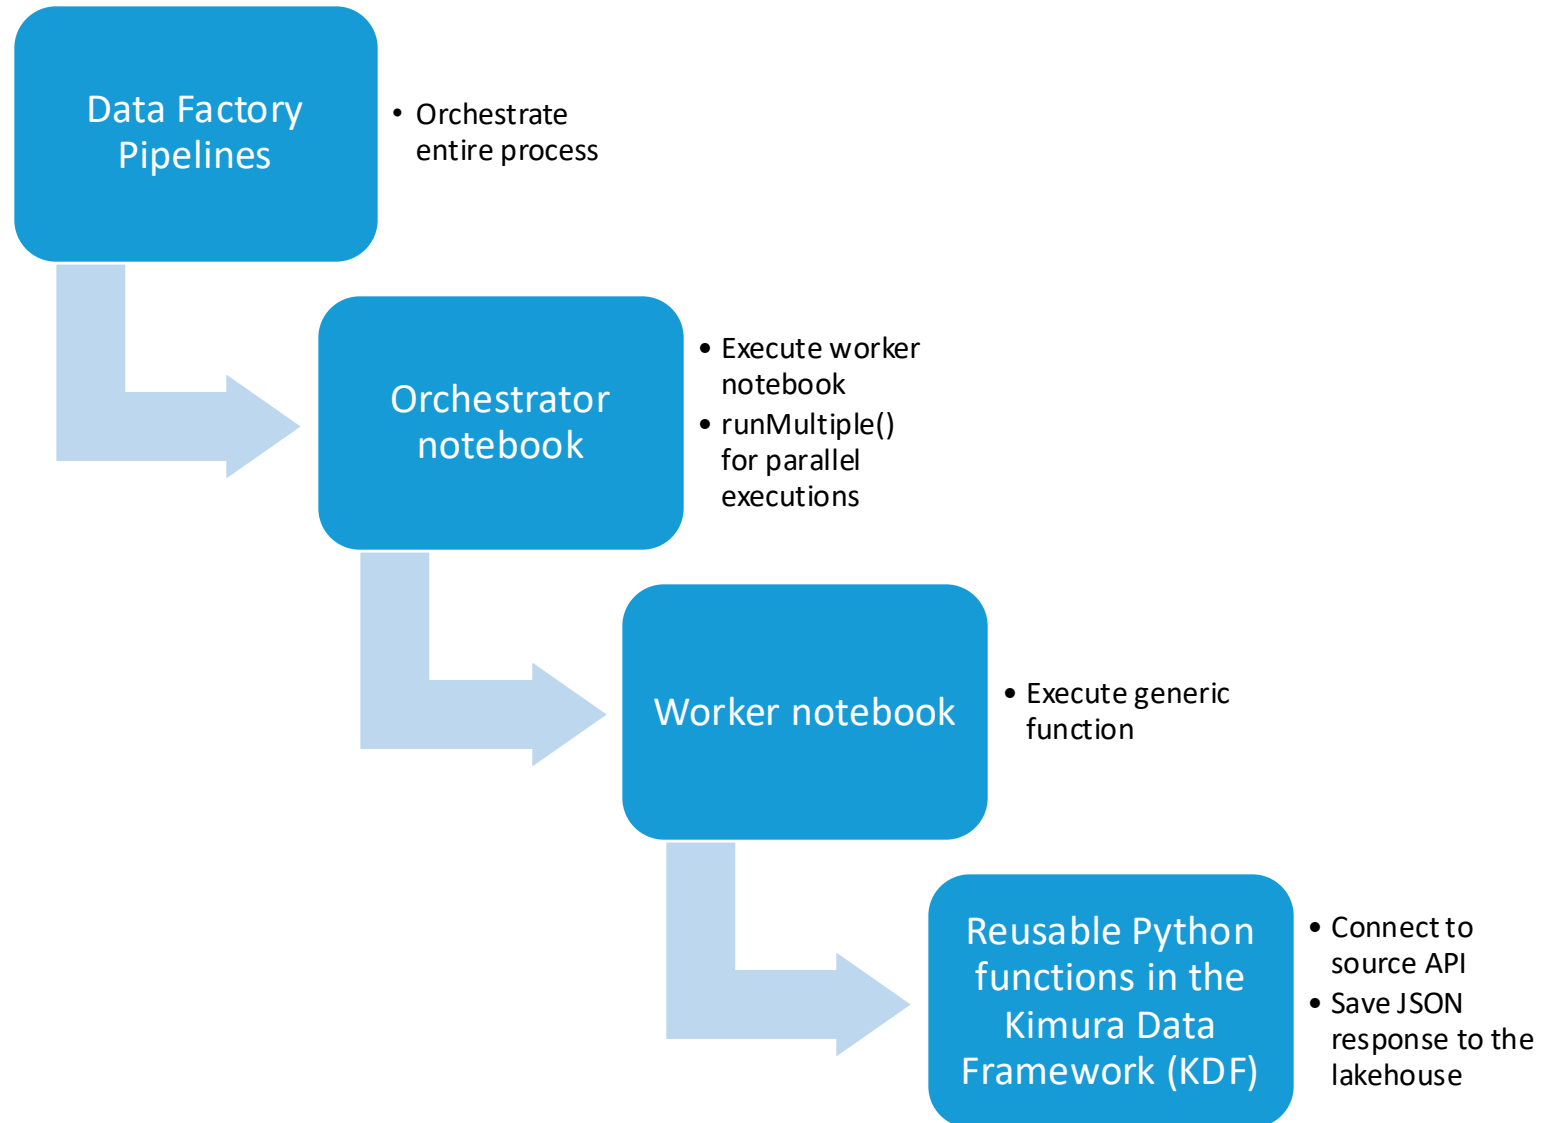 Data Factory
Pipelines
• Orchestrate
entire process
Orchestrator
notebook
• Execute worker
notebook
• runMultiple()
for parallel
executions
Worker notebook
• Execute generic
function
Reusable Python
functions in the
Kimura Data
Framework (KDF)
• Connect to
source API
• Save JSON
response to the
lakehouse